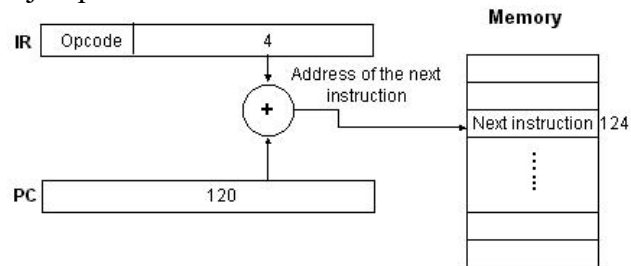 Memory
IR Opcode 4
Address of the next
instruction
+
Next instruction 124
PC 120